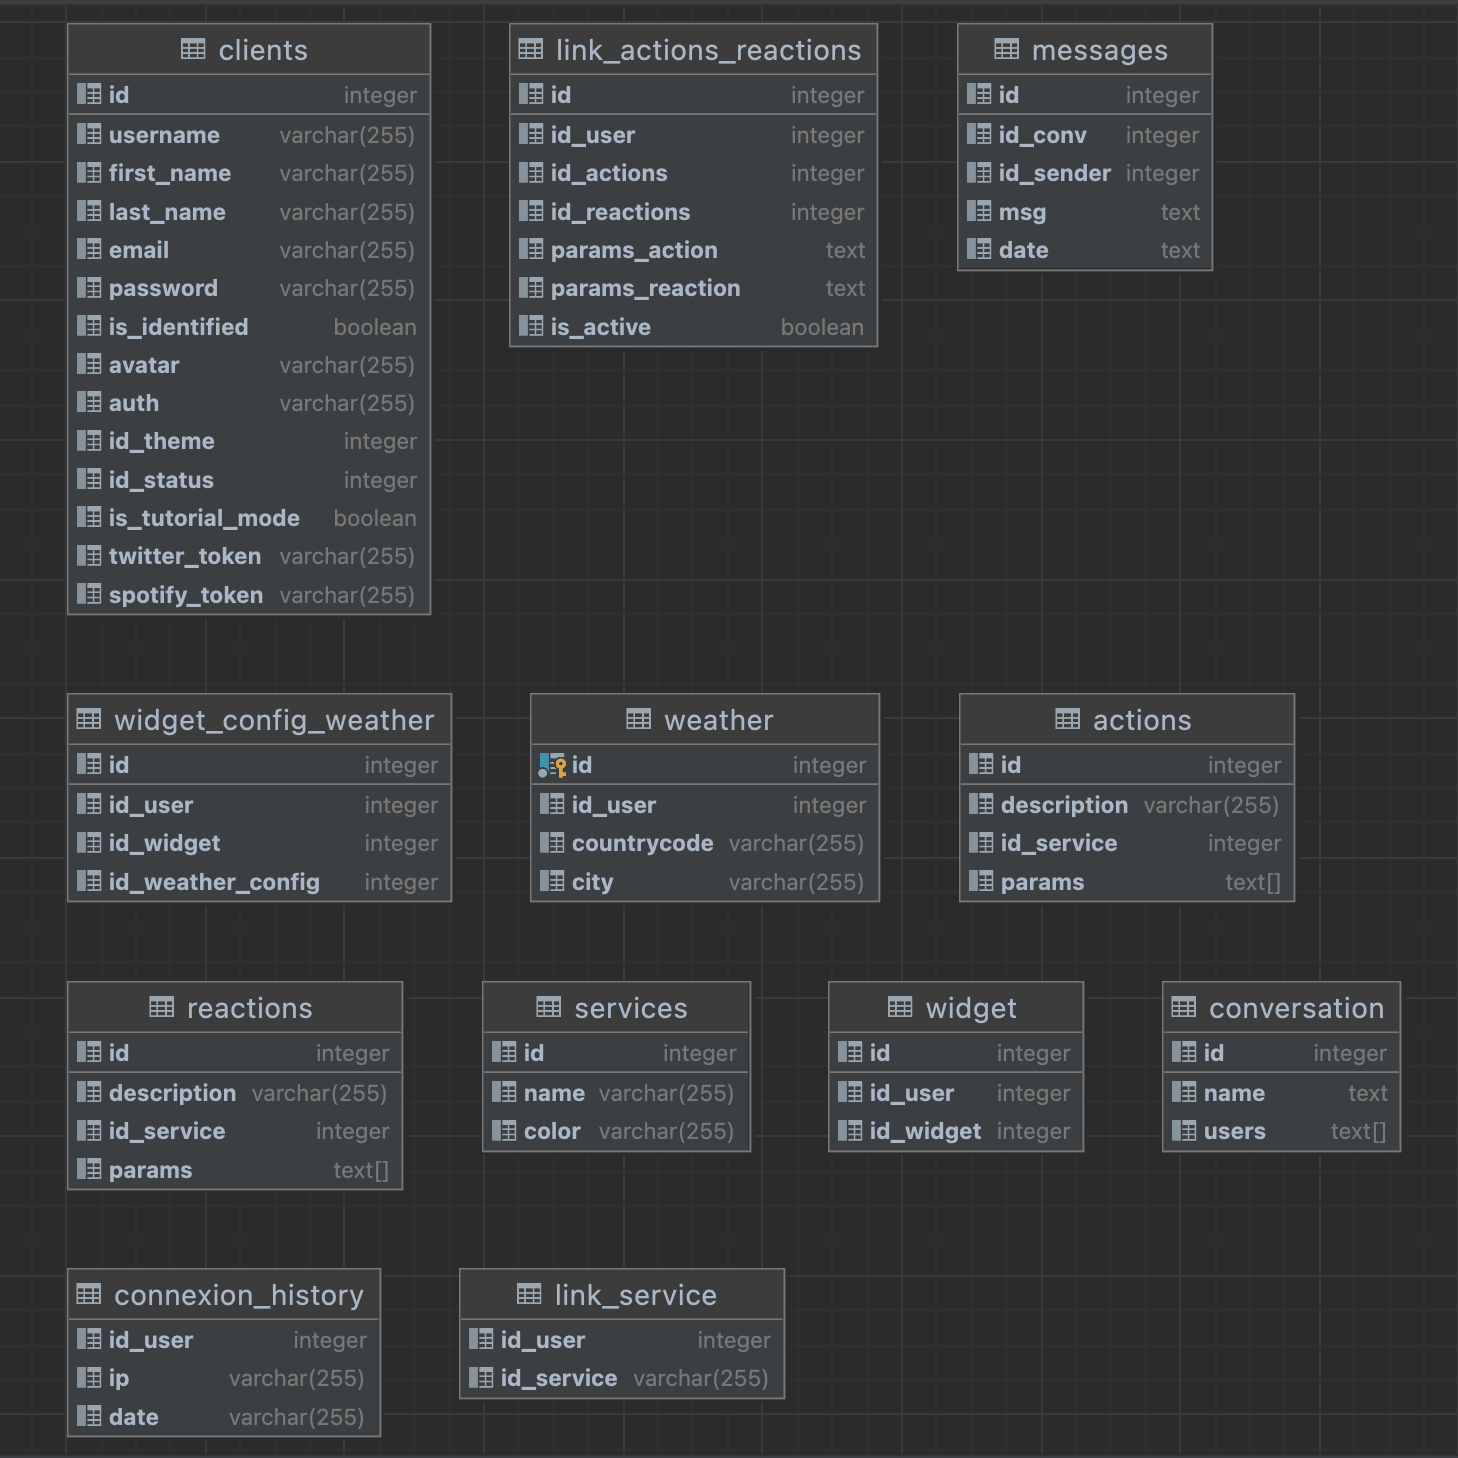 clients
id integer
username varchar(255)
first_name varchar(255)
last_name varchar(255)
email varchar(255)
password varchar(255)
is_identified boolean
avatar varchar(255)
auth varchar(255)
id_theme integer
id_status integer
is_tutorial_mode boolean
twitter_token varchar(255)
spotify_token varchar(255)
link_actions_reactions
id integer
id_user integer
id_actions integer
id_reactions integer
params_action text
params_reaction text
is_active boolean
messages
id integer
id_conv integer
id_sender integer
msg text
date text
widget_config_weather
id integer
id_user integer
id_widget integer
id_weather_config integer
weather
id integer
id_user integer
countrycode varchar(255)
city varchar(255)
actions
id integer
description varchar(255)
id_service integer
params text[]
reactions
id integer
description varchar(255)
id_service integer
params text[]
services
id integer
name varchar(255)
color varchar(255)
widget
id integer
id_user integer
id_widget integer
conversation
id integer
name text
users text[]
connexion_history
id_user integer
ip varchar(255)
date varchar(255)
link_service
id_user integer
id_service varchar(255)